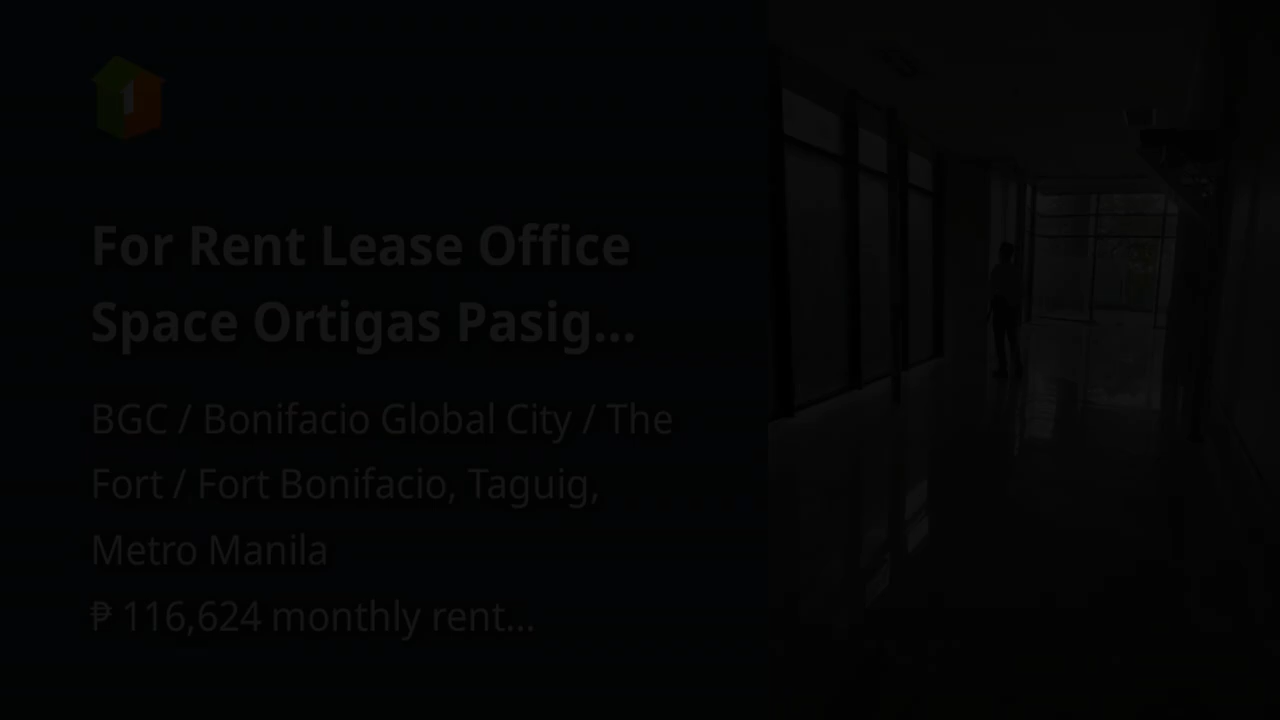 For Rent Lease Office
Space Ortigas Pasig...
BGC / Bonifacio Global City / The
Fort / Fort Bonifacio, Taguig,
Metro Manila
₱ 116,624 monthly rent...